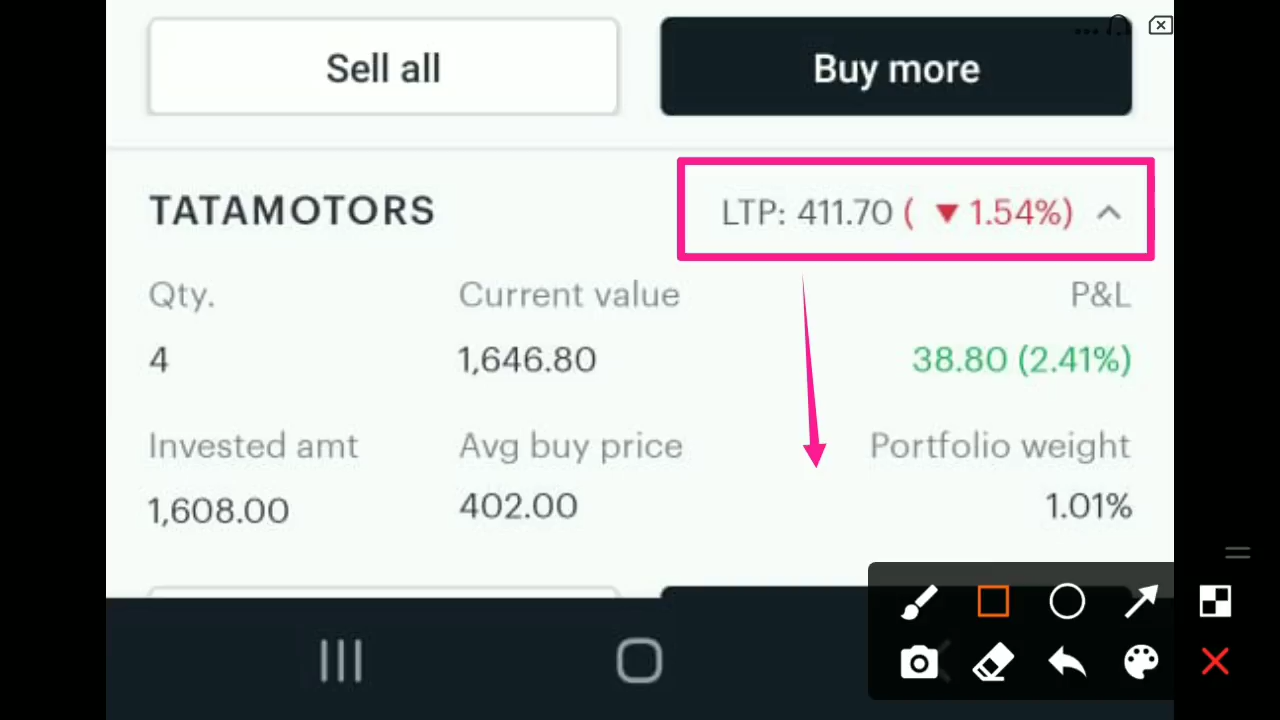 Sell all Buy more
TATAMOTORS LTP: 411.70 ( ▼ 1.54%)
Qty. Current value P&L
4 1,646.80 38.80 (2.41%)
Invested amt Avg buy price Portfolio weight
1,608.00 402.00 1.01%